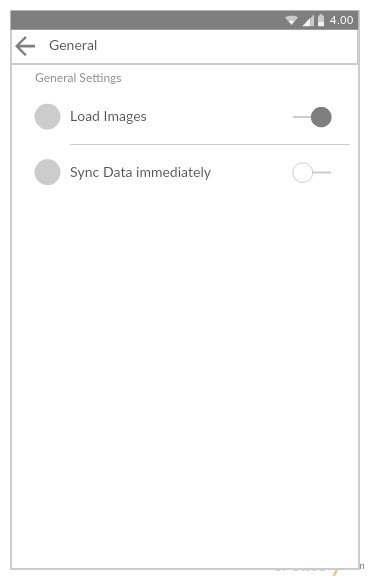 4.00
General
General Settings
Load Images
Sync Data immediately